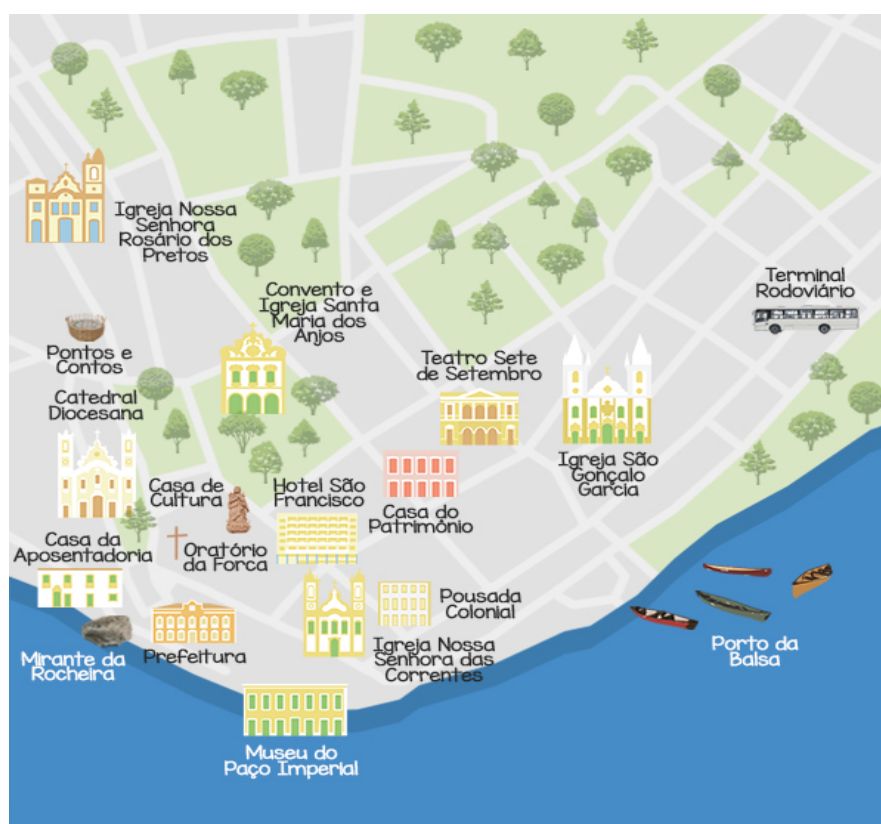 Igreja Nossa
Senhora
Rosário dos
Pretos
Convento e
Igreja Santa
Maria dos
Anjos
Terminal
Rodoviário
Pontos e
Contos
Teatro Sete
de Setembro
Catedral
Diocesana
Igreja São
Gonçalo
Garcia
Casa de
Cultura
Hotel São
Francisco
Casa do
Patrimônio
Casa da
Aposentadoria
Oratório
da Forca
Pousada
Colonial
Mirante da
Rocheira
Prefeitura
Igreja Nossa
Senhora das
Correntes
Porto da
Balsa
Museu do
Paço Imperial